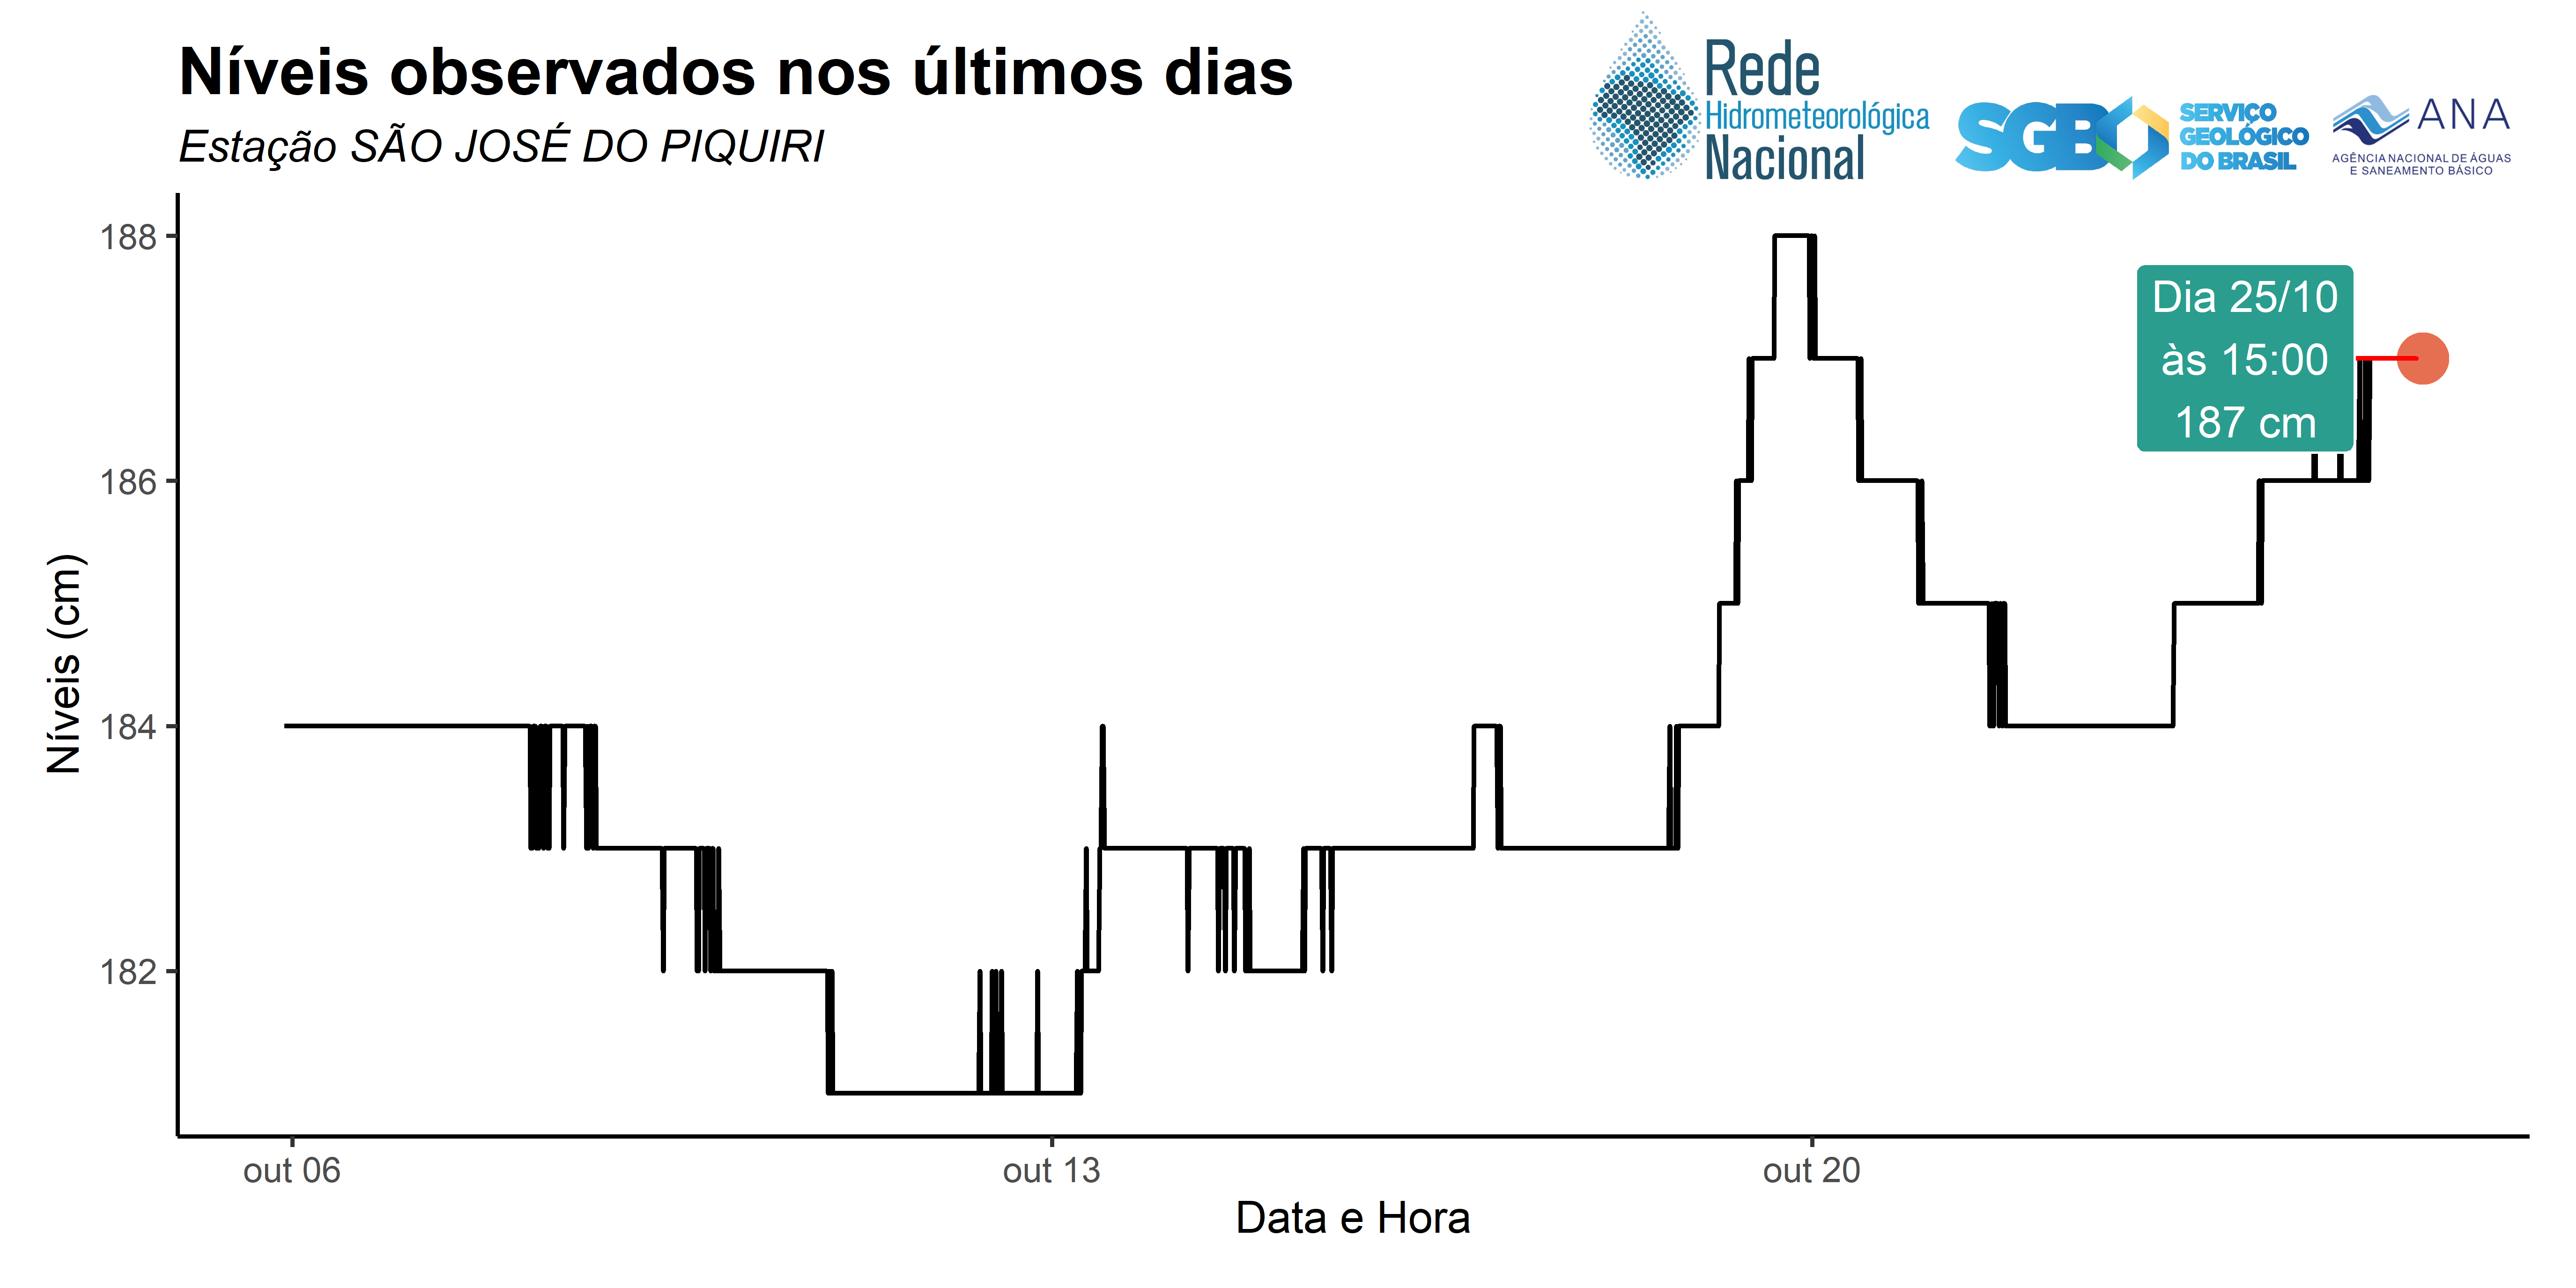 Níveis observados nos últimos dias
Estação SÃO JOSÉ DO PIQUIRI
Rede
Hidrometeorológica
Nacional
SGB
SERVIÇO
GEOLÓGICO
DO BRASIL
ANA
AGÊNCIA NACIONAL DE ÁGUAS
E SANEAMENTO BÁSICO
188
186
184
182
Níveis (cm)
Dia 25/10
às 15:00
187 cm
out 06
out 13
out 20
Data e Hora